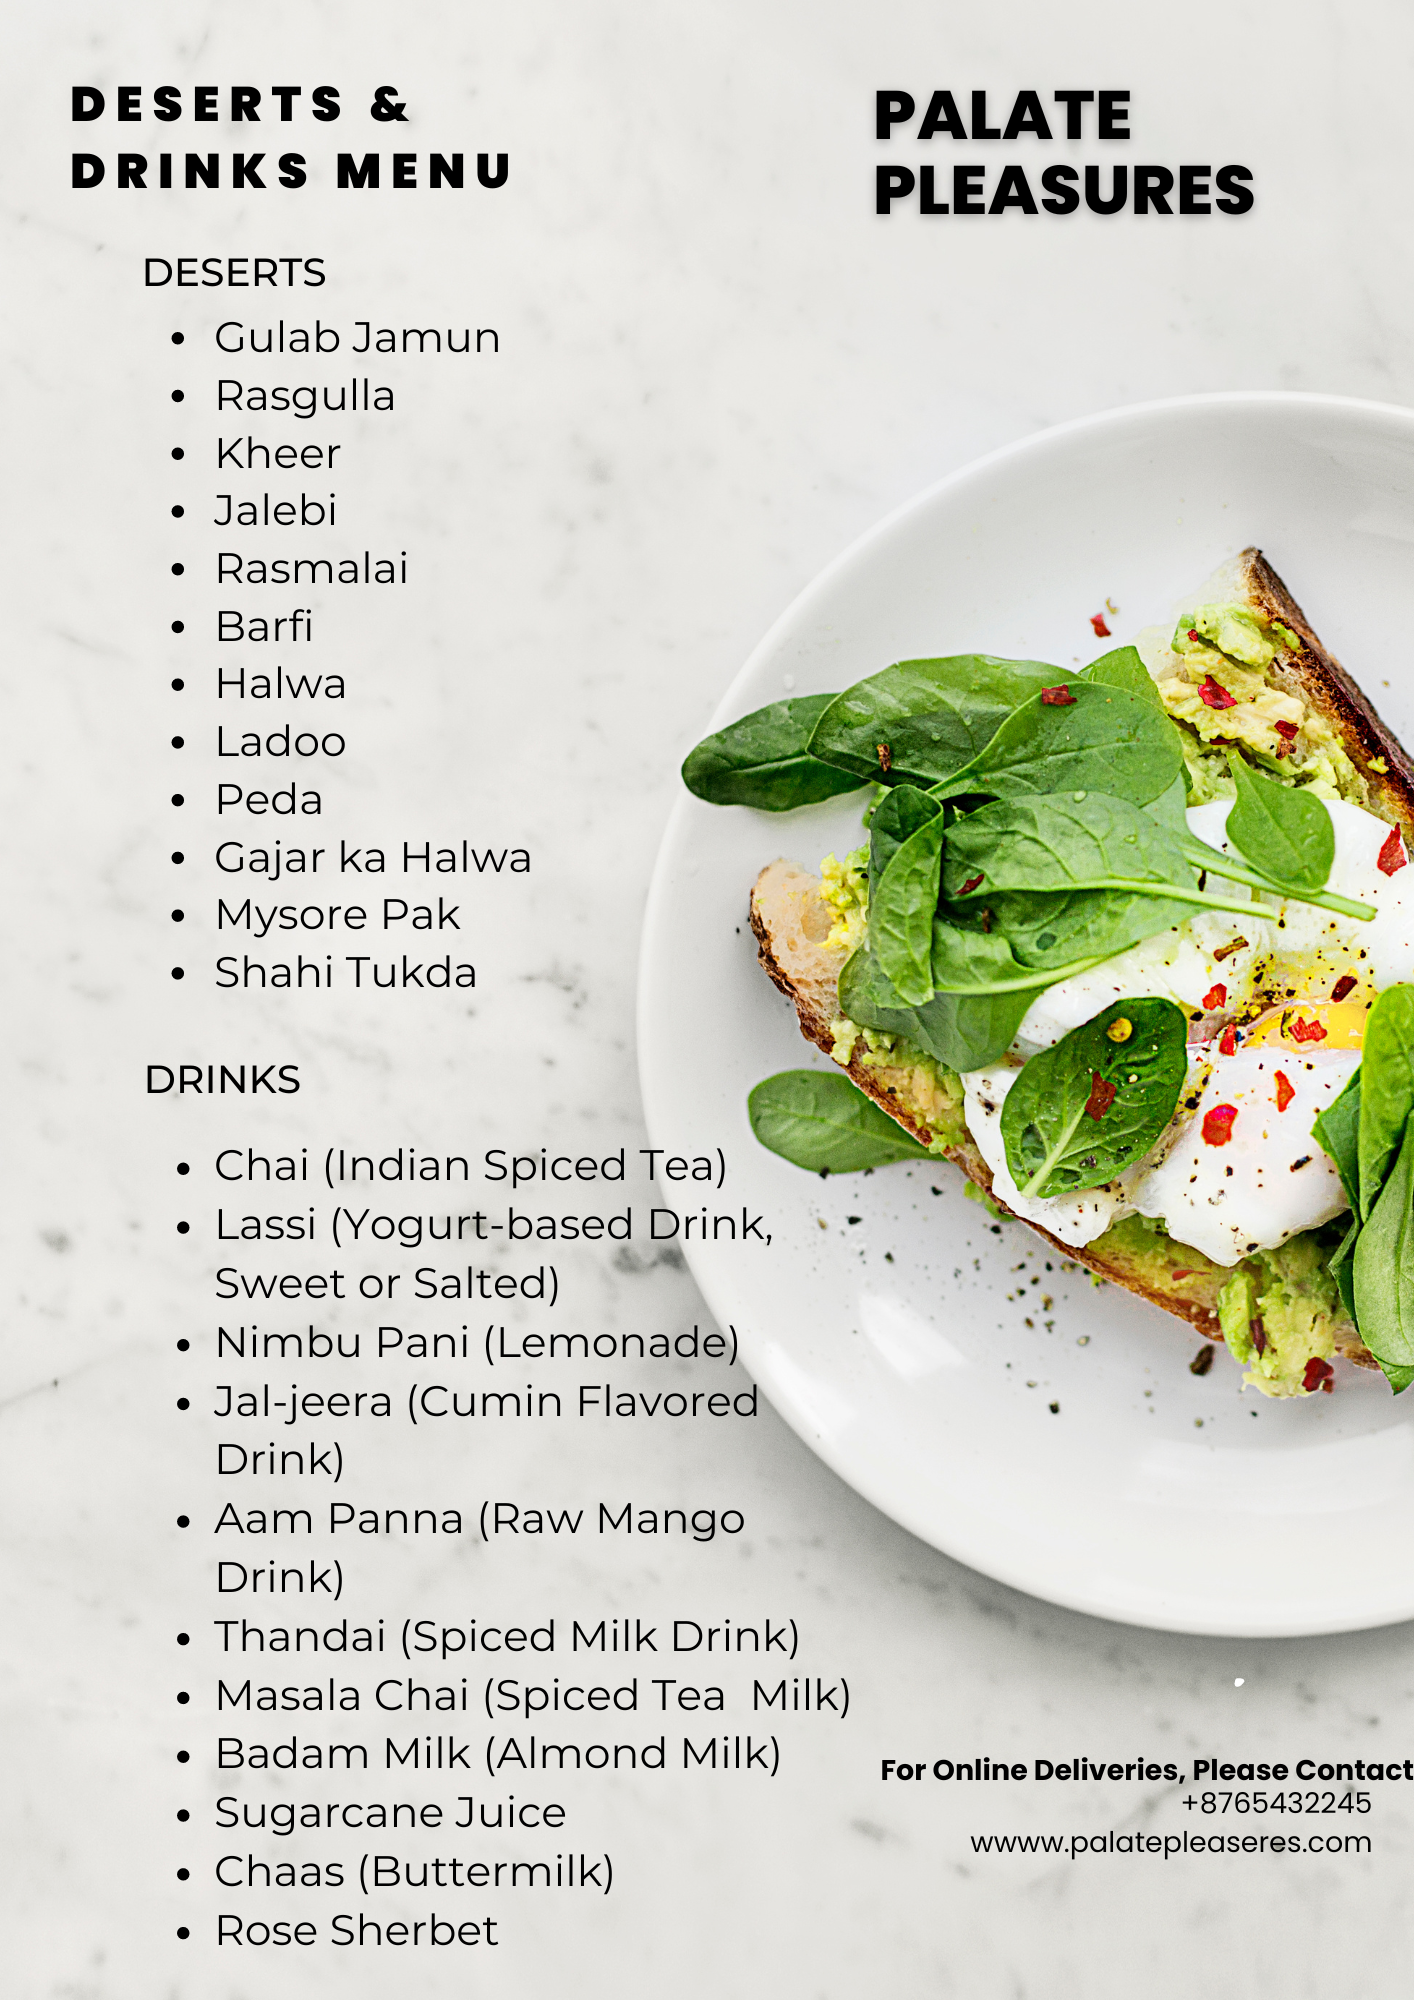 DESERTS &
DRINKS MENU
PALATE
PLEASURES
DESERTS
• Gulab Jamun
• Rasgulla
• Kheer
• Jalebi
• Rasmalai
• Barfi
• Halwa
• Ladoo
• Peda
• Gajar ka Halwa
• Mysore Pak
• Shahi Tukda
DRINKS
• Chai (Indian Spiced Tea)
• Lassi (Yogurt-based Drink,
Sweet or Salted)
• Nimbu Pani (Lemonade)
• Jal-jeera (Cumin Flavored
Drink)
• Aam Panna (Raw Mango
Drink)
• Thandai (Spiced Milk Drink)
• Masala Chai (Spiced Tea  Milk)
• Badam Milk (Almond Milk)
• Sugarcane Juice
• Chaas (Buttermilk)
• Rose Sherbet
For Online Deliveries, Please Contact
+8765432245
wwww.palatepleaseres.com